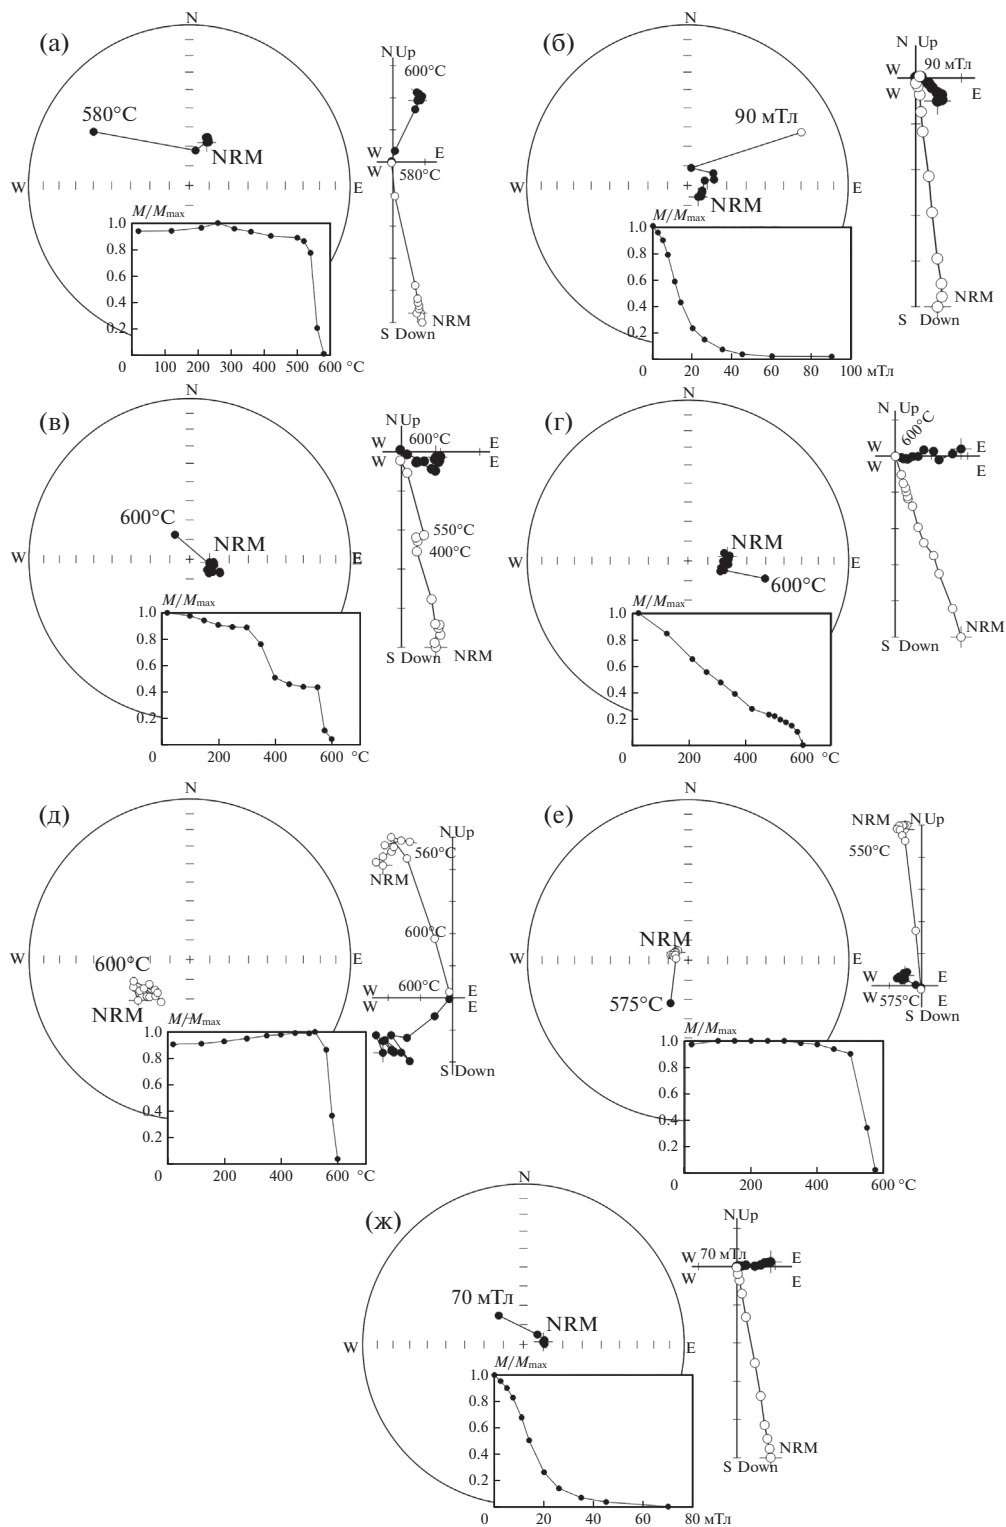 (а)
N
580°C
NRM
W
E
M/Mmax
1.0
0.8
0.6
0.4
0.2
0
100 200 300 400 500 600 °C
N Up
600°C
W E
W
580°C
NRM
S Down
(б)
N
90 мТл
NRM
W
E
M/Mmax
1.0
0.8
0.6
0.4
0.2
0
20 40 60 80 100 мТл
N Up
W 90 мТл
W E
NRM
S Down
(в)
N
600°C
NRM
W
E
M/Mmax
1.0
0.8
0.6
0.4
0.2
0
200 400 600 °C
N Up
W 600°C E
W E
550°C
400°C
S Down NRM
(г)
N
NRM
600°C
W
E
M/Mmax
1.0
0.8
0.6
0.4
0.2
0
200 400 600 °C
N Up
600°C
W E
W E
NRM
S Down
(д)
N
W
E
600°C
NRM
M/Mmax
1.0
0.8
0.6
0.4
0.2
0
200 400 600 °C
N Up
560°C
NRM
600°C
600°C
W E
W E
S Down
(е)
N
NRM
W
E
575°C
M/Mmax
1.0
0.8
0.6
0.4
0.2
0
200 400 600 °C
NRM N Up
550°C
W E
W 575°C E
S Down
(ж)
N
70 мТл
NRM
W
E
M/Mmax
1.0
0.8
0.6
0.4
0.2
0
20 40 60 80 мТл
N Up
W 70 мТл E
W E
NRM
S Down